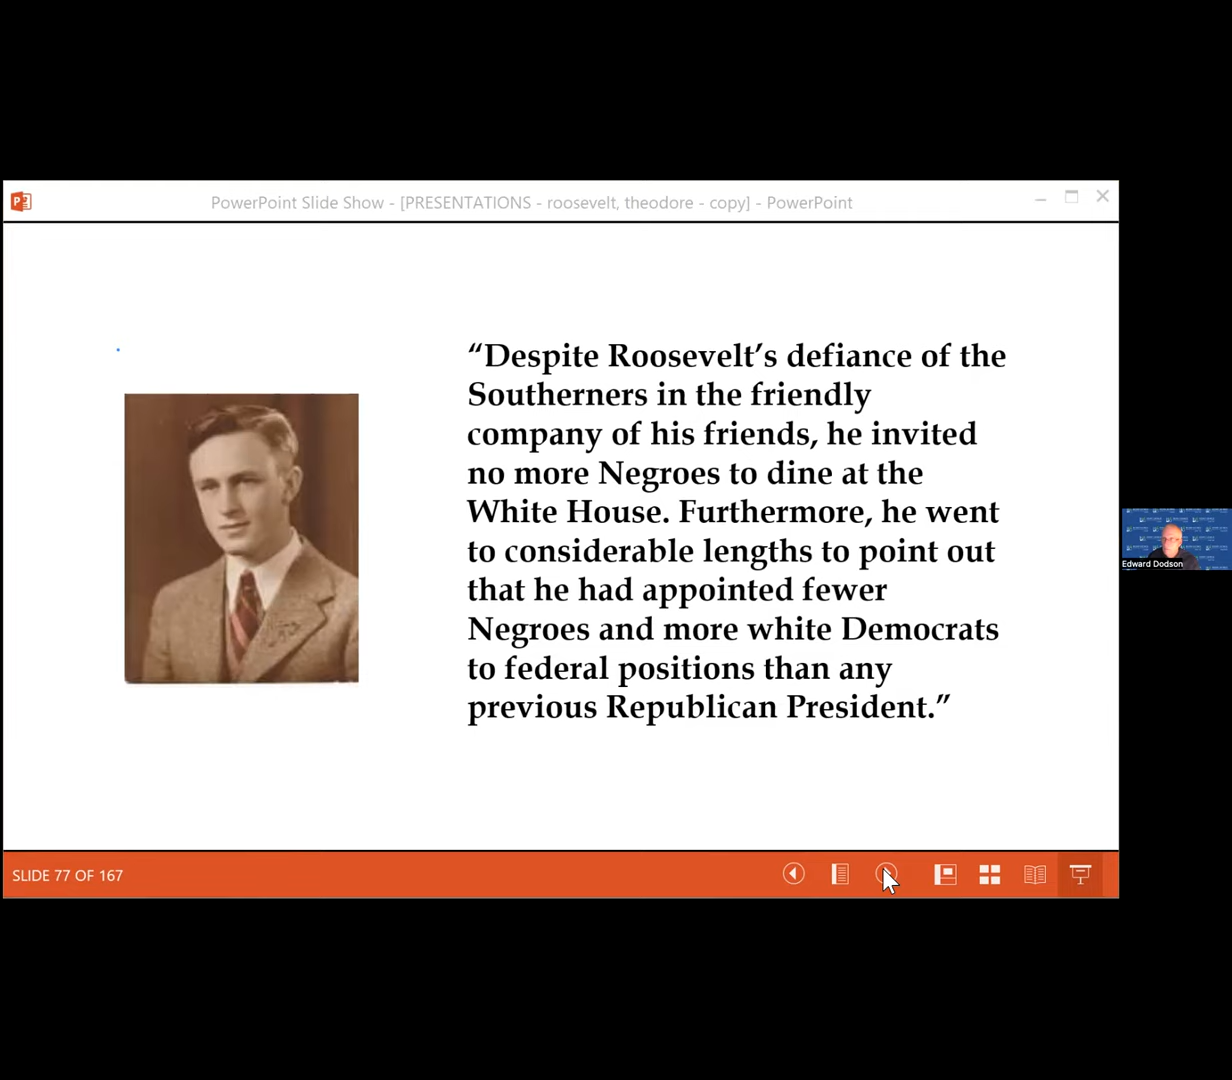 PowerPoint Slide Show - [PRESENTATIONS - roosevelt, theodore - copy] - PowerPoint
“Despite Roosevelt’s defiance of the
Southerners in the friendly
company of his friends, he invited
no more Negroes to dine at the
White House. Furthermore, he went
to considerable lengths to point out
that he had appointed fewer
Negroes and more white Democrats
to federal positions than any
previous Republican President.”
Edward Dodson
SLIDE 77 OF 167